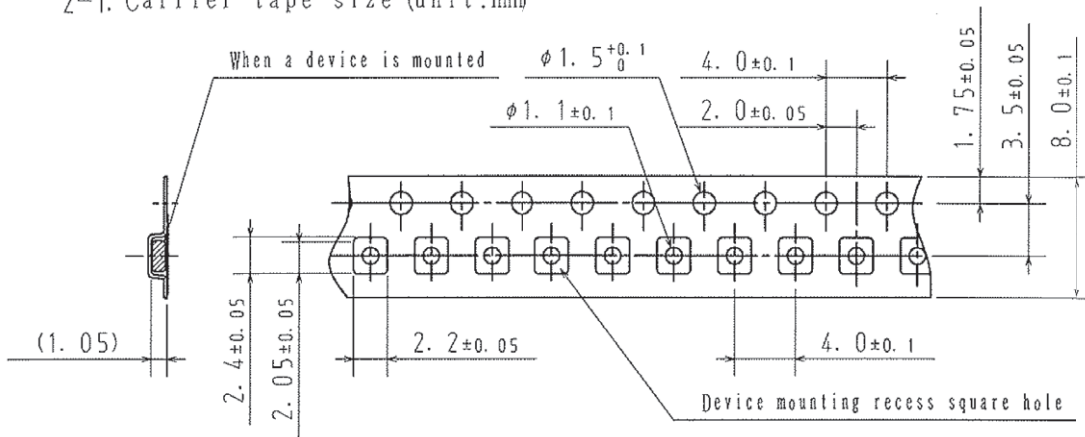 2-1. Carrier tape size (unit:mm)
When a device is mounted
φ1.5 +0.1 0
4.0±0.1
φ1.1±0.1
2.0±0.05
1.75±0.05
3.5±0.05
8.0±0.1
(1.05)
2.4±0.05
2.05±0.05
2.2±0.05
4.0±0.1
Device mounting recess square hole